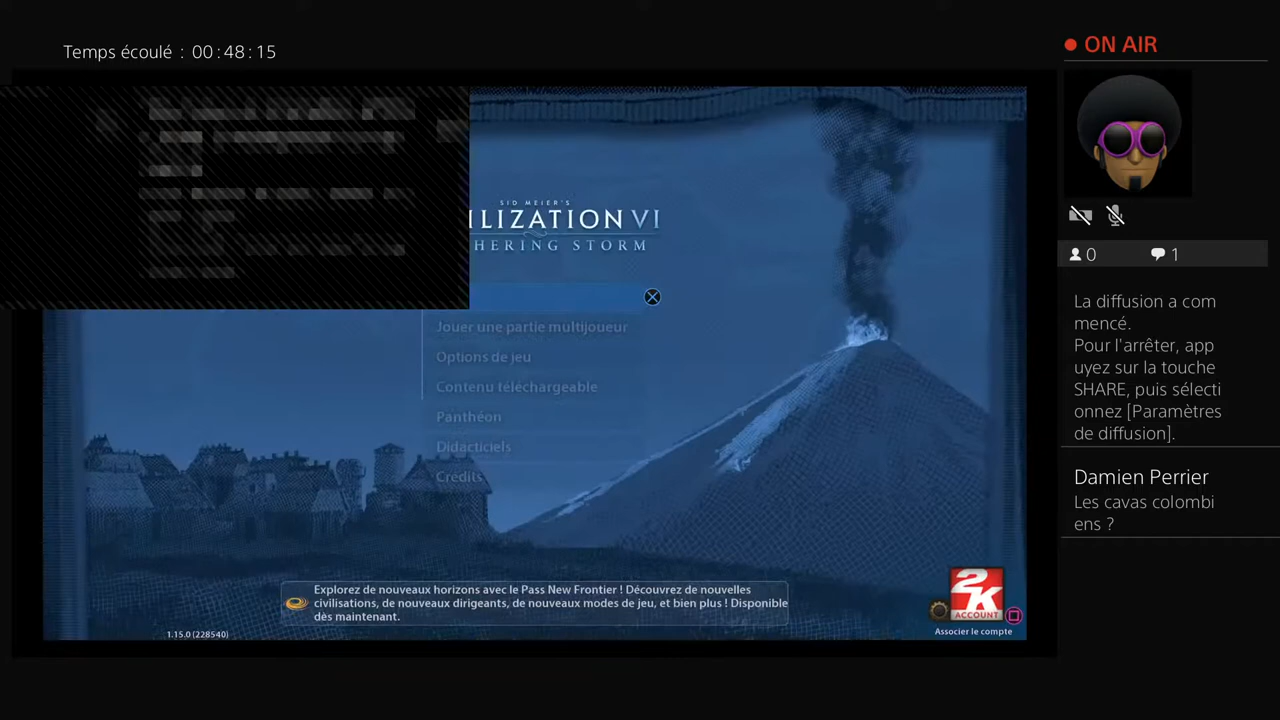 Temps écoulé : 00:48:15
ON AIR
SID MEIER'S
ILIZATION VI
HERING STORM
Jouer une partie multijoueur
Options de jeu
Contenu téléchargeable
Panthéon
Didacticiels
Crédits
Explorez de nouveaux horizons avec le Pass New Frontier ! Découvrez de nouvelles
civilisations, de nouveaux dirigeants, de nouveaux modes de jeu, et bien plus ! Disponible
dès maintenant.
1.15.0 (228540)
2K
ACCOUNT
Associer le compte
0 1
La diffusion a com
mencé.
Pour l'arrêter, app
uyez sur la touche
SHARE, puis sélecti
onnez [Paramètres
de diffusion].
Damien Perrier
Les cavas colombi
ens ?